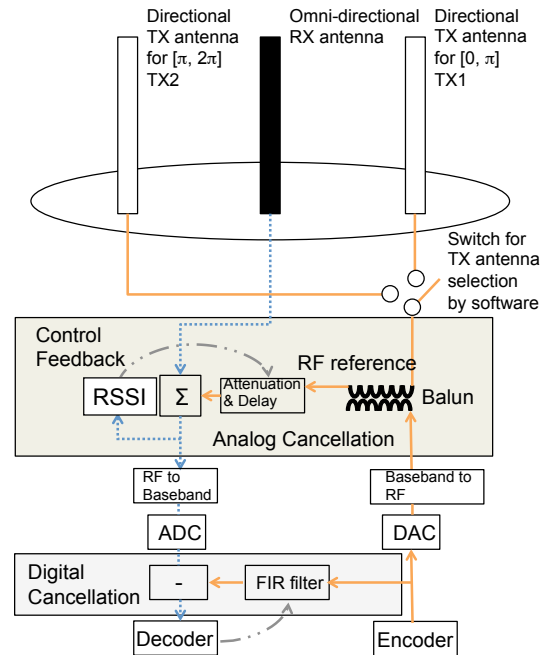 Directional
TX antenna
for [π, 2π]
TX2
Omni-directional
RX antenna
Directional
TX antenna
for [0, π]
TX1
Switch for
TX antenna
selection
by software
Control
Feedback
RF reference
RSSI
Σ
Attenuation
& Delay
Balun
Analog Cancellation
RF to
Baseband
Baseband to
RF
ADC
DAC
Digital
Cancellation
-
FIR filter
Decoder
Encoder